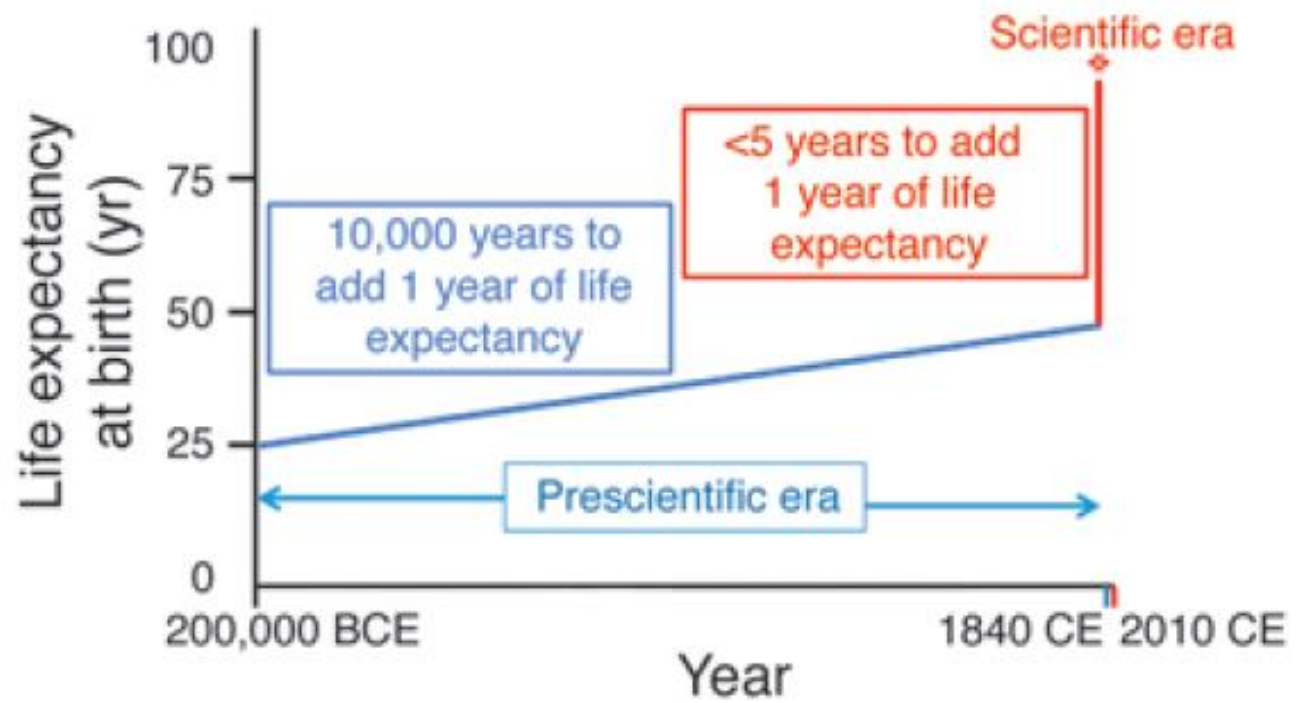 Scientific era
100
<5 years to add
1 year of life
expectancy
75
10,000 years to
add 1 year of life
expectancy
50
25
Prescientific era
0
Life expectancy
at birth (yr)
200,000 BCE
1840 CE 2010 CE
Year